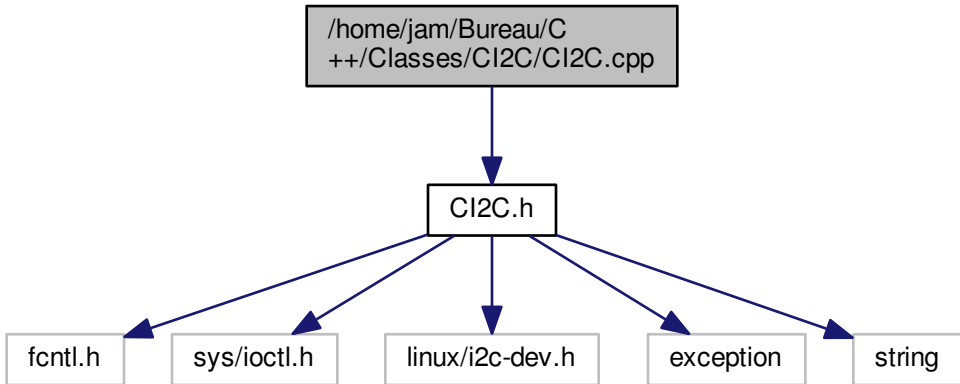 /home/jam/Bureau/C
++/Classes/CI2C/CI2C.cpp
CI2C.h
fcntl.h
sys/ioctl.h
linux/i2c-dev.h
exception
string